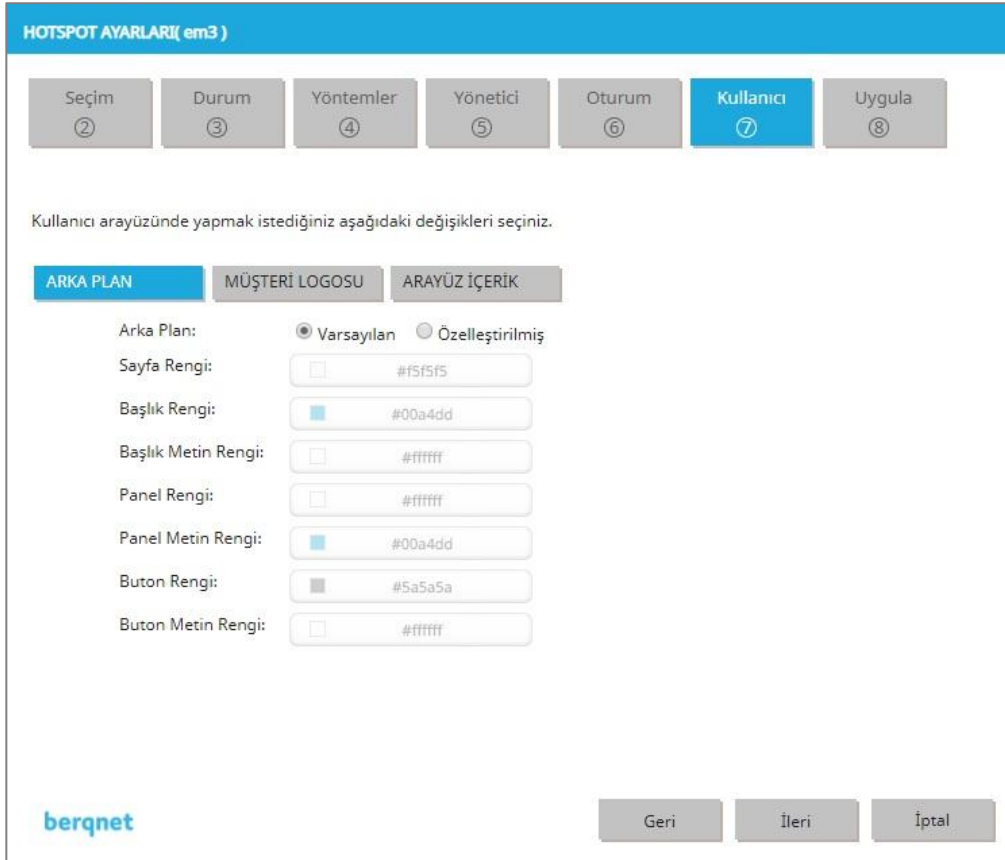 HOTSPOT AYARLARI( em3 )
Seçim Durum Yöntemler Yönetici Oturum Kullanıcı Uygula
② ③ ④ ⑤ ⑥ ⑦ ⑧
Kullanıcı arayüzünde yapmak istediğiniz aşağıdaki değişikleri seçiniz.
ARKA PLAN MÜŞTERİ LOGOSU ARAYÜZ İÇERİK
Arka Plan: Varsayılan Özelleştirilmiş
Sayfa Rengi: #f5f5f5
Başlık Rengi: #00a4dd
Başlık Metin Rengi: #ffffff
Panel Rengi: #ffffff
Panel Metin Rengi: #00a4dd
Buton Rengi: #5a5a5a
Buton Metin Rengi: #ffffff
berqnet Geri İleri İptal